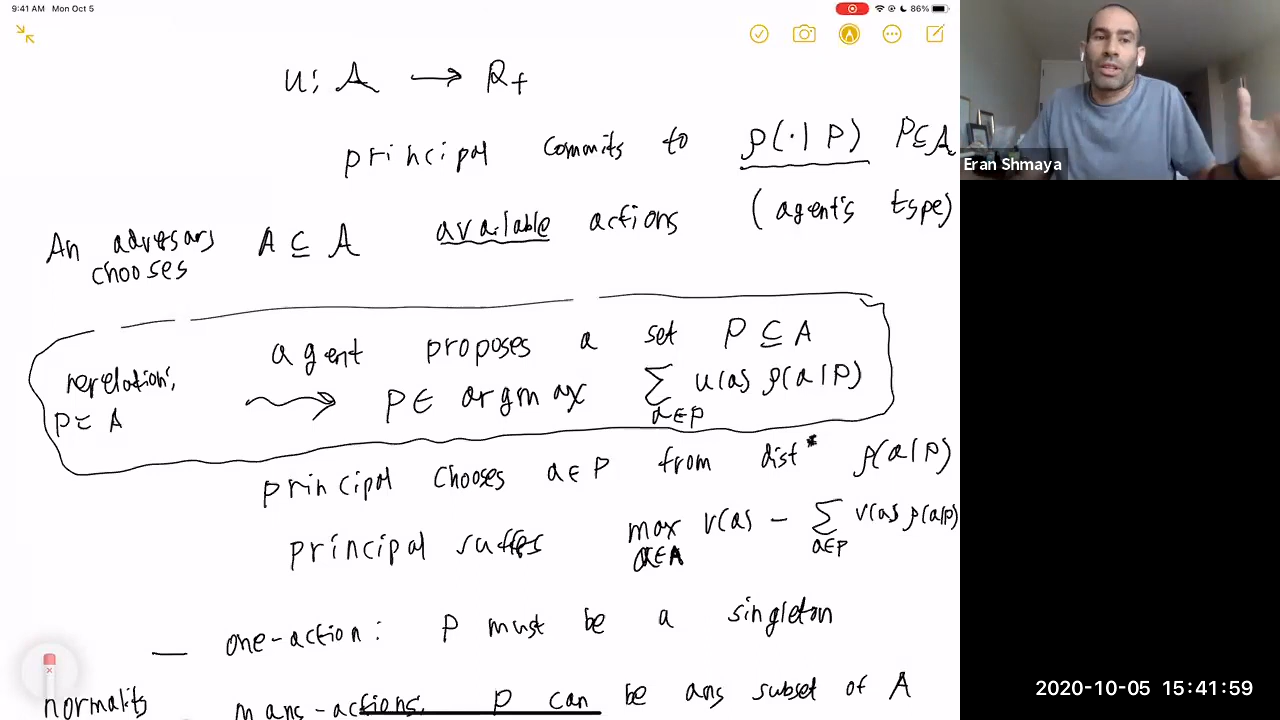 9:41 AM Mon Oct 5
86%
u: A → R+
principal commits to ρ(·|P) P⊆A
(agent's type)
An adversary chooses A ⊆ A available actions
agent proposes a set P ⊆ A
revelation:
P ⊆ A
P ∈ argmax ∑ u(a) ρ(a|P)
a∈P
principal chooses a∈P from dist ρ(a|P)
principal suffers max v(a) − ∑ v(a) ρ(a|P)
a∈A a∈P
one-action: P must be a singleton
normality
many-actions: P can be any subset of A
Eran Shmaya
2020-10-05 15:41:59